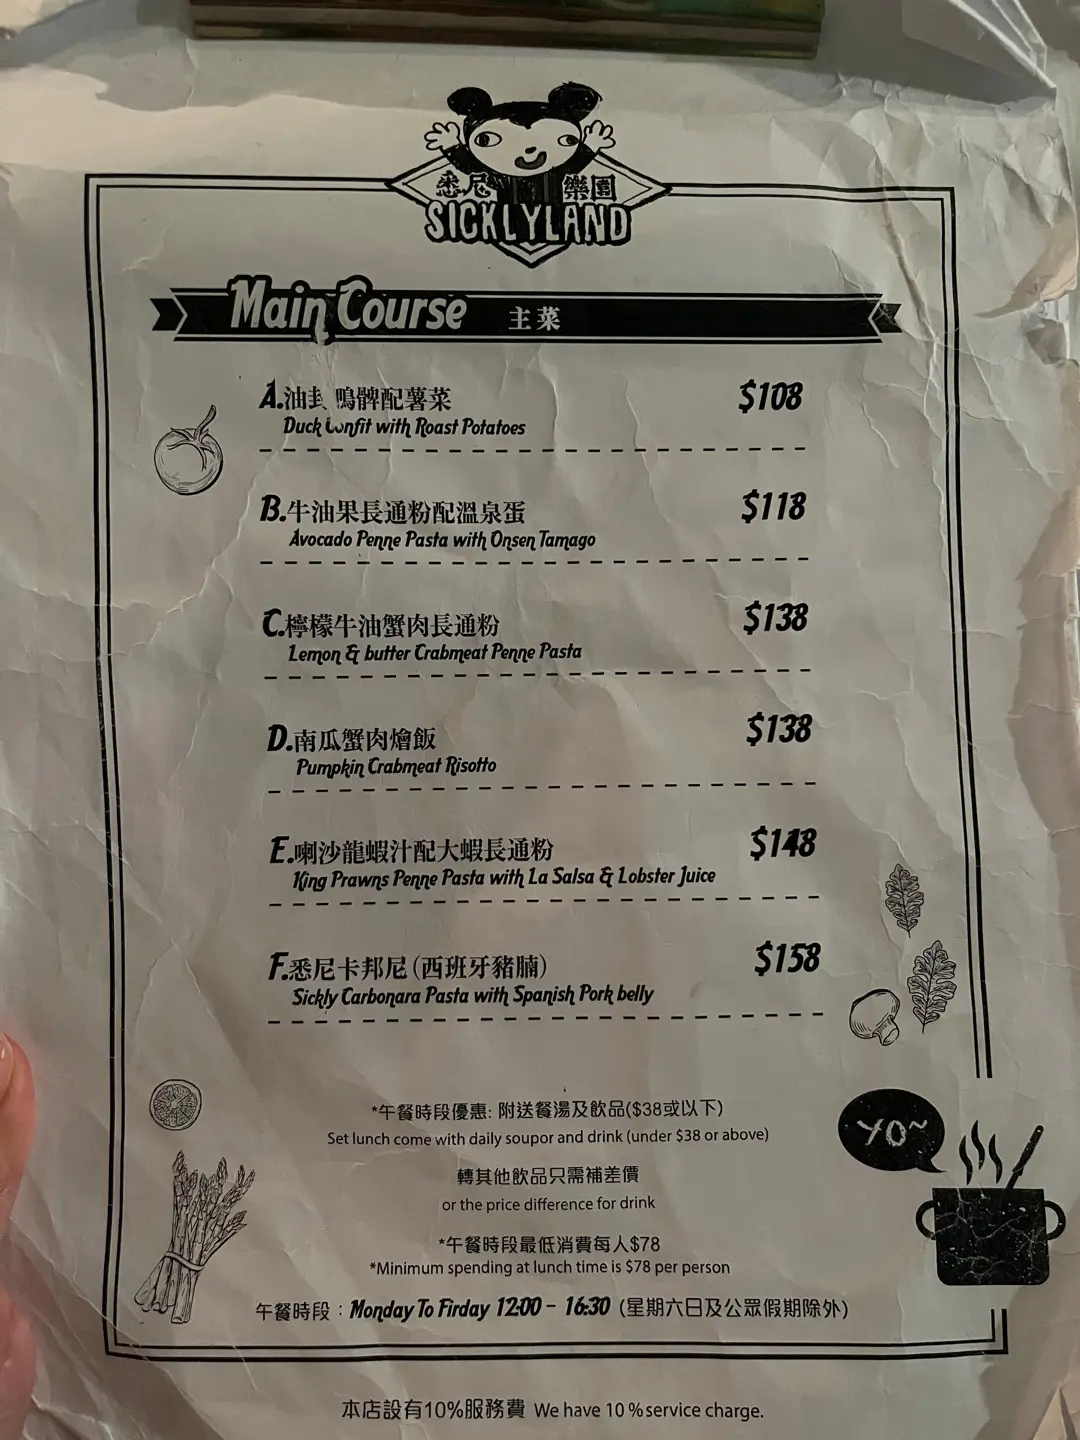 悉尼 樂園
SICKLYLAND
Main Course 主菜
A.油封 鴨髀配薯菜 $108
Duck Confit with Roast Potatoes
B.牛油果長通粉配溫泉蛋 $118
Avocado Penne Pasta with Onsen Tamago
C.檸檬牛油蟹肉長通粉 $138
Lemon & butter Crabmeat Penne Pasta
D.南瓜蟹肉燴飯 $138
Pumpkin Crabmeat Risotto
E.喇沙龍蝦汁配大蝦長通粉 $148
King Prawns Penne Pasta with La Salsa & Lobster Juice
F.悉尼卡邦尼(西班牙豬腩) $158
Sickly Carbonara Pasta with Spanish Pork belly
*午餐時段優惠: 附送餐湯及飲品($38或以下)
Set lunch come with daily soupor and drink (under $38 or above)
轉其他飲品只需補差價
or the price difference for drink
*午餐時段最低消費每人$78
*Minimum spending at lunch time is $78 per person
午餐時段：Monday To Firday 12:00 - 16:30 (星期六日及公眾假期除外)
YO~
本店設有10%服務費 We have 10 % service charge.